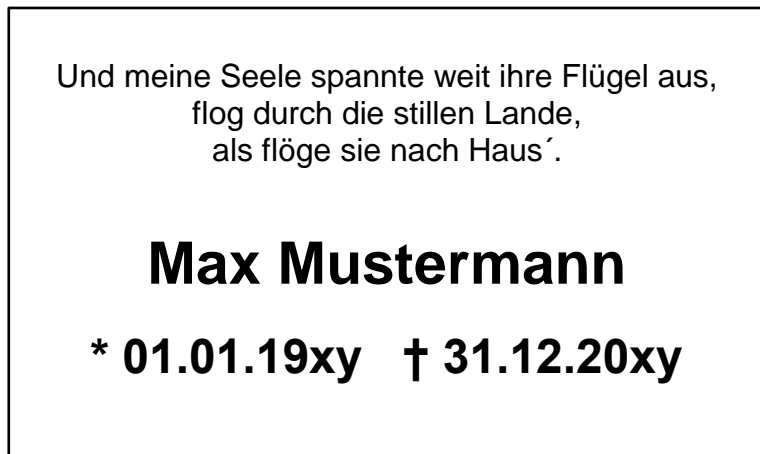 Und meine Seele spannte weit ihre Flügel aus,
flog durch die stillen Lande,
als flöge sie nach Haus´.
Max Mustermann
* 01.01.19xy † 31.12.20xy